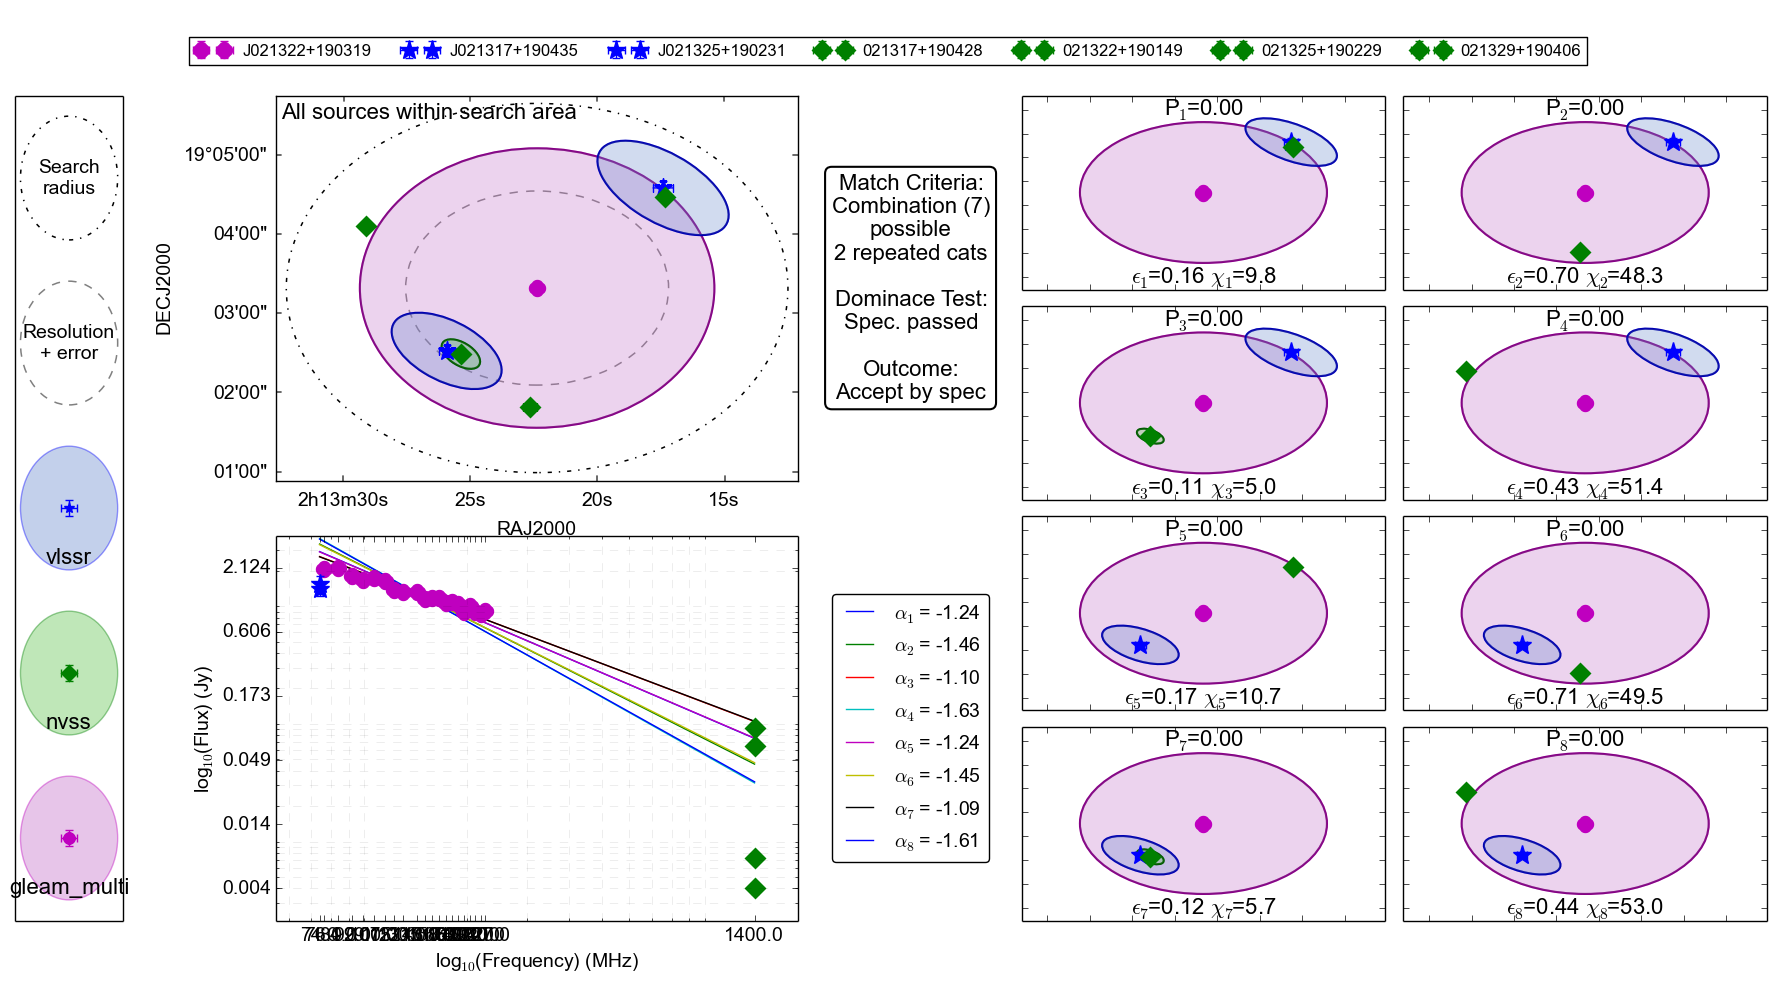 J021322+190319 J021317+190435 J021325+190231 021317+190428 021322+190149 021325+190229 021329+190406
Search
radius
Resolution
+ error
vlssr
nvss
gleam_multi
All sources within search area
DECJ2000
19°05'00"
04'00"
03'00"
02'00"
01'00"
2h13m30s 25s 20s 15s
RAJ2000
Match Criteria:
Combination (7)
possible
2 repeated cats
Dominace Test:
Spec. passed
Outcome:
Accept by spec
log10(Flux) (Jy)
2.124
0.606
0.173
0.049
0.014
0.004
1400.0
log10(Frequency) (MHz)
α1 = -1.24
α2 = -1.46
α3 = -1.10
α4 = -1.63
α5 = -1.24
α6 = -1.45
α7 = -1.09
α8 = -1.61
P1=0.00
ϵ1=0.16 χ1=9.8
P2=0.00
ϵ2=0.70 χ2=48.3
P3=0.00
ϵ3=0.11 χ3=5.0
P4=0.00
ϵ4=0.43 χ4=51.4
P5=0.00
ϵ5=0.17 χ5=10.7
P6=0.00
ϵ6=0.71 χ6=49.5
P7=0.00
ϵ7=0.12 χ7=5.7
P8=0.00
ϵ8=0.44 χ8=53.0